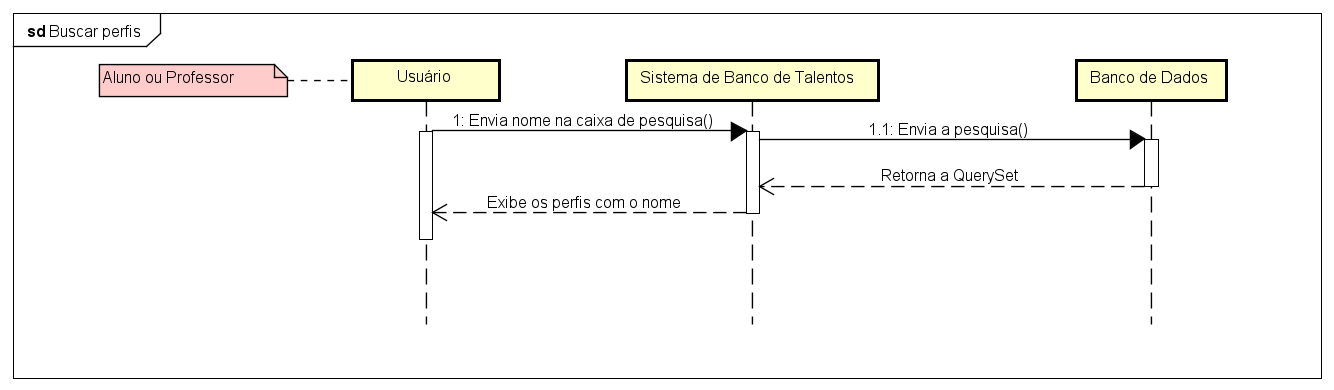 sd Buscar perfis
Aluno ou Professor
Usuário
Sistema de Banco de Talentos
Banco de Dados
1: Envia nome na caixa de pesquisa()
1.1: Envia a pesquisa()
Retorna a QuerySet
Exibe os perfis com o nome